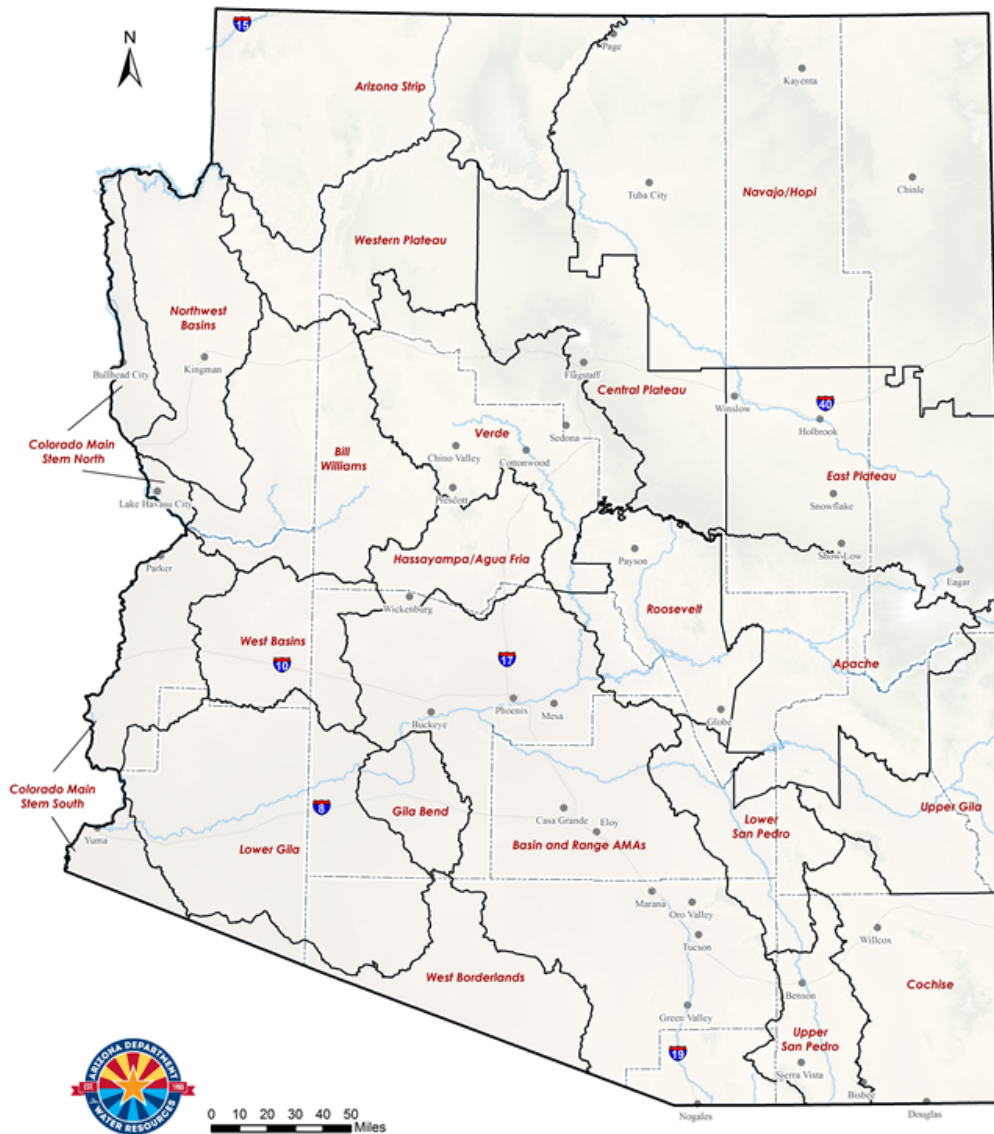 15
N
Page
Kayenta
Arizona Strip
Tuba City
Navajo/Hopi
Chinle
Western Plateau
Northwest
Basins
Kingman
Bullhead City
Flagstaff
Central Plateau
Winslow
40
Holbrook
Colorado Main
Stem North
Bill
Williams
Verde
Sedona
Chino Valley
Cottonwood
East Plateau
Prescott
Snowflake
Lake Havasu City
Show Low
Parker
Hassayampa/Agua Fria
Payson
Eagar
Wickenburg
Roosevelt
West Basins
10
17
Apache
Phoenix
Mesa
Buckeye
Globe
Colorado Main
Stem South
8
Gila Bend
Casa Grande
Eloy
Lower
San Pedro
Upper Gila
Yuma
Lower Gila
Basin and Range AMAs
Marana
Oro Valley
Tucson
Willcox
West Borderlands
Benson
Cochise
Green Valley
Upper
San Pedro
19
Sierra Vista
Bisbee
Nogales
Douglas
ARIZONA DEPARTMENT
EST. 1980
of WATER RESOURCES
0 10 20 30 40 50
Miles